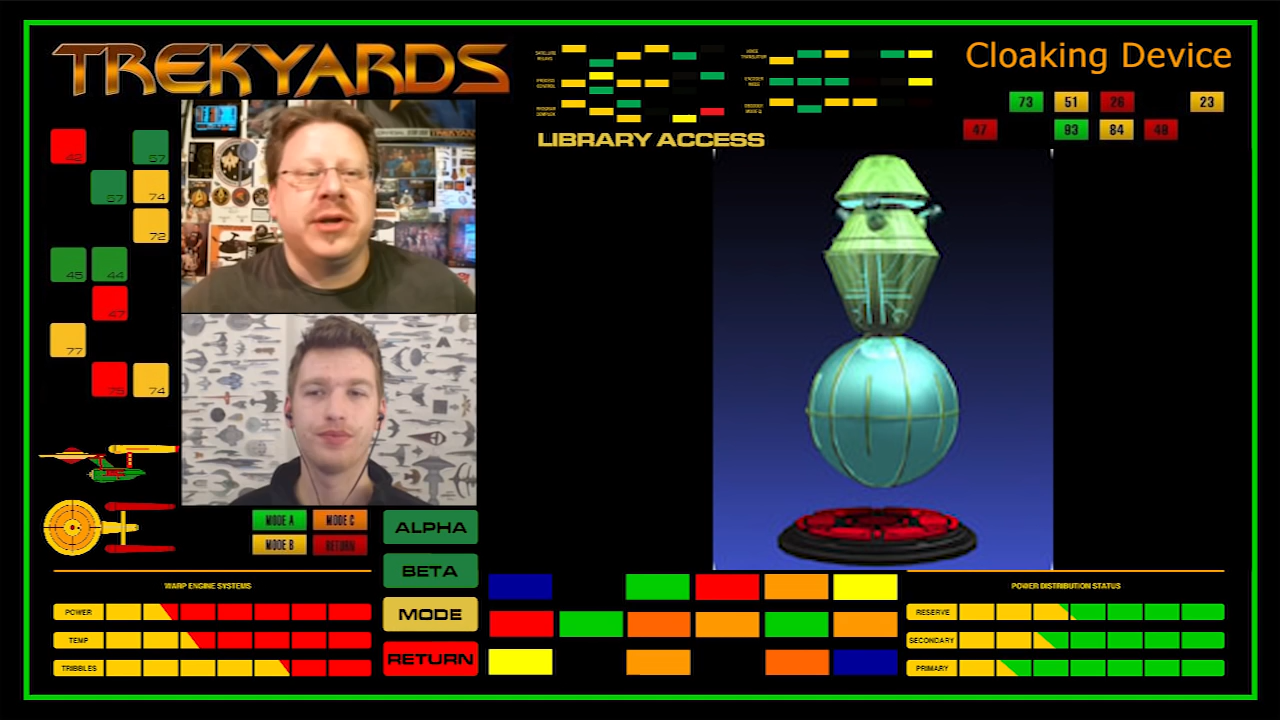 TREKYARDS
LIBRARY ACCESS
Cloaking Device
73 51 28 23
47 93 84 49
42 57
57 74
72
45 44
47
77
75 74
MODE A MODE C
MODE B RETURN
ALPHA
BETA
MODE
RETURN
WARP ENGINE SYSTEMS
POWER
TEMP
TRIBBLES
POWER DISTRIBUTION STATUS
RESERVE
SECONDARY
PRIMARY